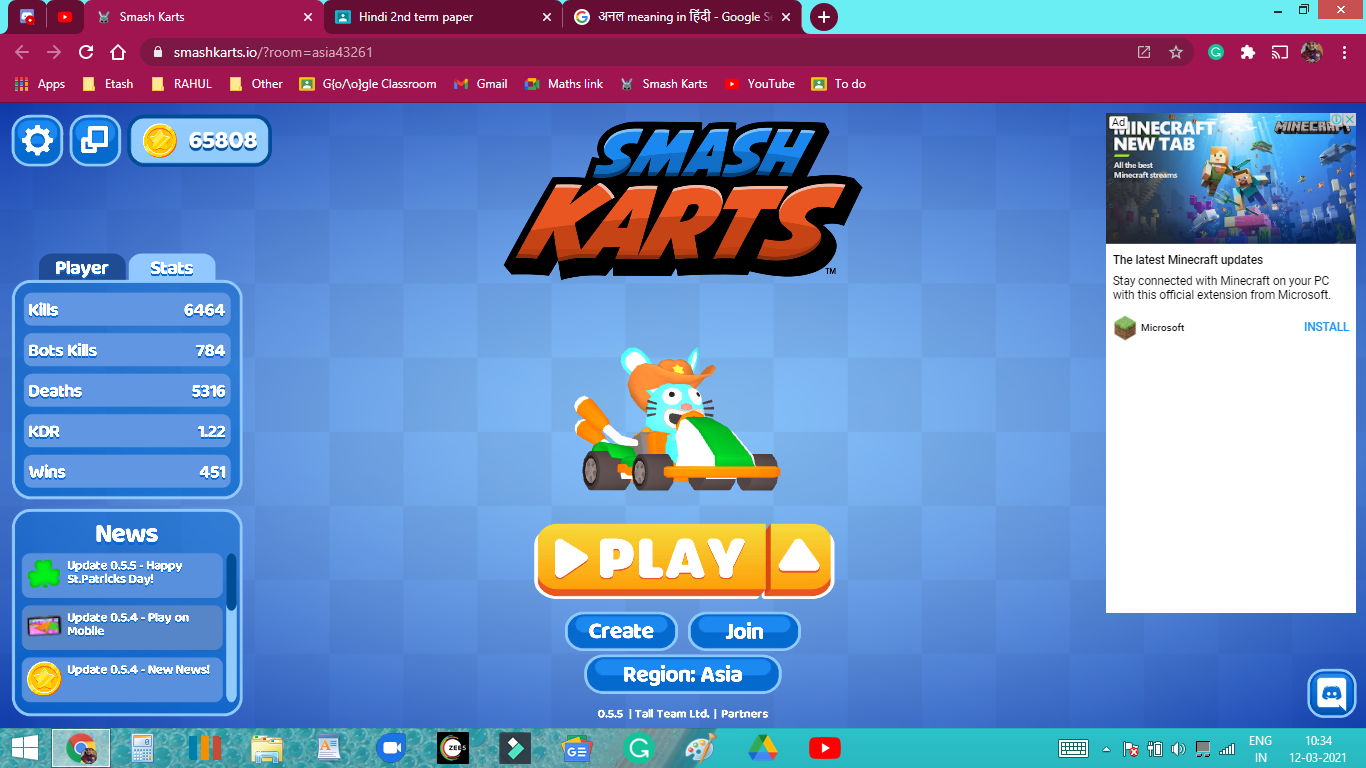 Smash Karts
Hindi 2nd term paper
अनल meaning in हिंदी - Google Se
smashkarts.io/?room=asia43261
Apps
Etash
RAHUL
Other
G{o/\o}gle Classroom
Gmail
Maths link
Smash Karts
YouTube
To do
65808
SMASH
KARTS
TM
Player
Stats
Kills 6464
Bots Kills 784
Deaths 5316
KDR 1.22
Wins 451
News
Update 0.5.5 - Happy
St.Patricks Day!
Update 0.5.4 - Play on
Mobile
Update 0.5.4 - New News!
PLAY
Create
Join
Region: Asia
0.5.5 | Tall Team Ltd. | Partners
Ad
MINECRAFT
NEW TAB
All the best
Minecraft streams
MINECRAFT
The latest Minecraft updates
Stay connected with Minecraft on your PC
with this official extension from Microsoft.
Microsoft
INSTALL
ZEE5
GE
ENG
IN
10:34
12-03-2021